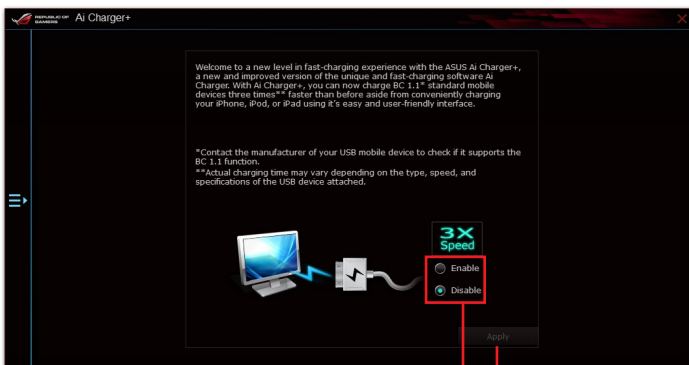 REPUBLIC OF
GAMERS
Ai Charger+
Welcome to a new level in fast-charging experience with the ASUS Ai Charger+,
a new and improved version of the unique and fast-charging software Ai
Charger. With Ai Charger+, you can now charge BC 1.1* standard mobile
devices three times** faster than before aside from conveniently charging
your iPhone, iPod, or iPad using it's easy and user-friendly interface.
*Contact the manufacturer of your USB mobile device to check if it supports the
BC 1.1 function.
**Actual charging time may vary depending on the type, speed, and
specifications of the USB device attached.
3X
Speed
Enable
Disable
Apply